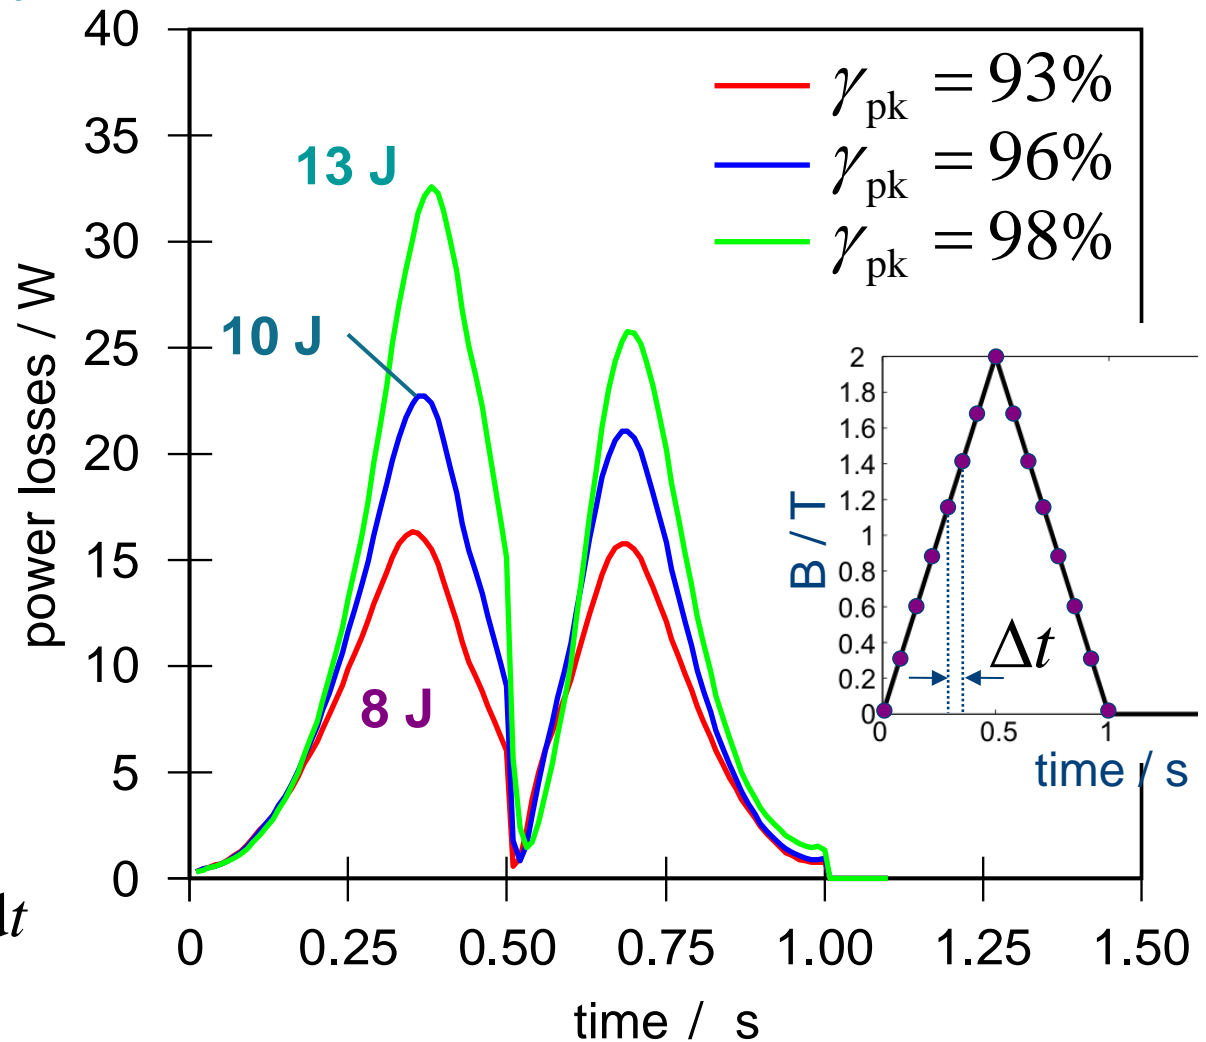 40
35
30
25
20
15
10
5
0
power losses / W
0 0.25 0.50 0.75 1.00 1.25 1.50
time / s
γpk = 93%
γpk = 96%
γpk = 98%
13 J
10 J
8 J
2
1.8
1.6
1.4
1.2
1
0.8
0.6
0.4
0.2
0
B / T
Δt
0 0.5 1
time / s
t